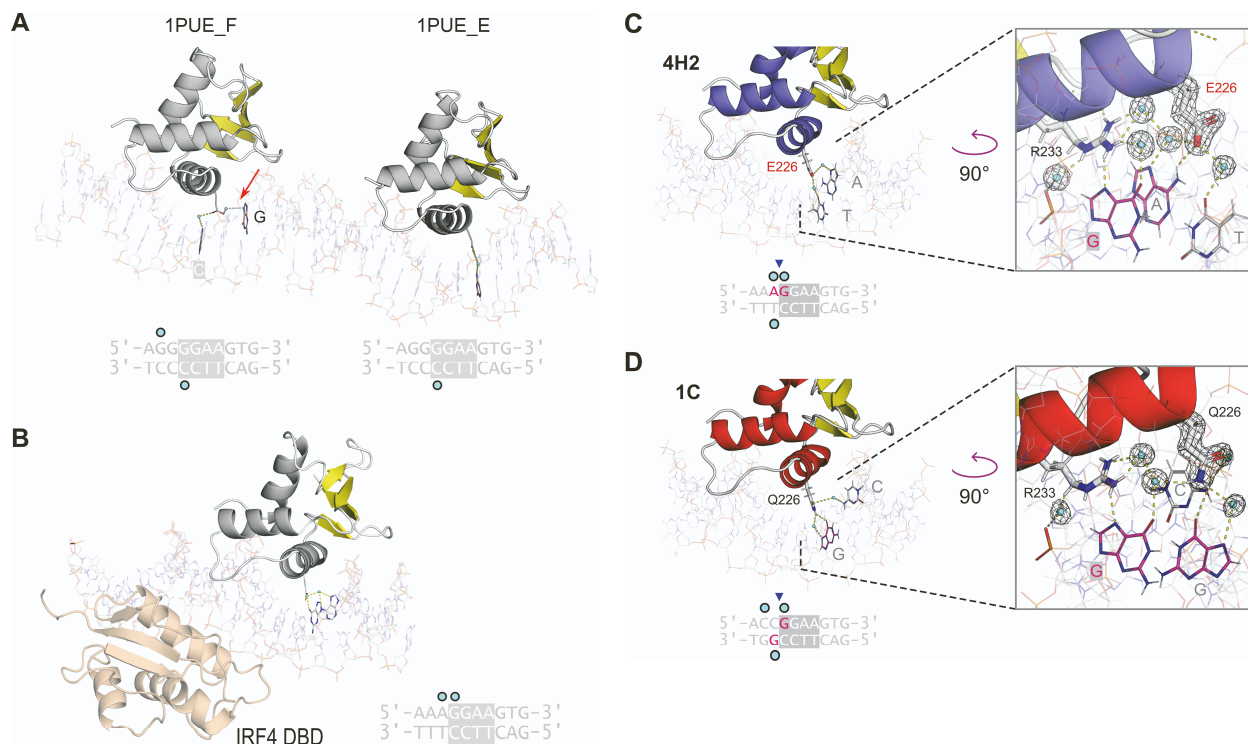 A
1PUE_F
1PUE_E
G
C
5'-AGGGGAAGTG-3'
3'-TCCCCTTCAG-5'
5'-AGGGGAAGTG-3'
3'-TCCCCTTCAG-5'
B
IRF4 DBD
5'-AAAGGAAGTG-3'
3'-TTTCCTTCAG-5'
C
4H2
E226
A
T
90°
E226
R233
A
G
T
5'-AAAGGAAGTG-3'
3'-TTTCCTTCAG-5'
D
1C
Q226
C
G
90°
Q226
R233
C
G
G
5'-ACCGGAAGTG-3'
3'-TGGCCTTCAG-5'